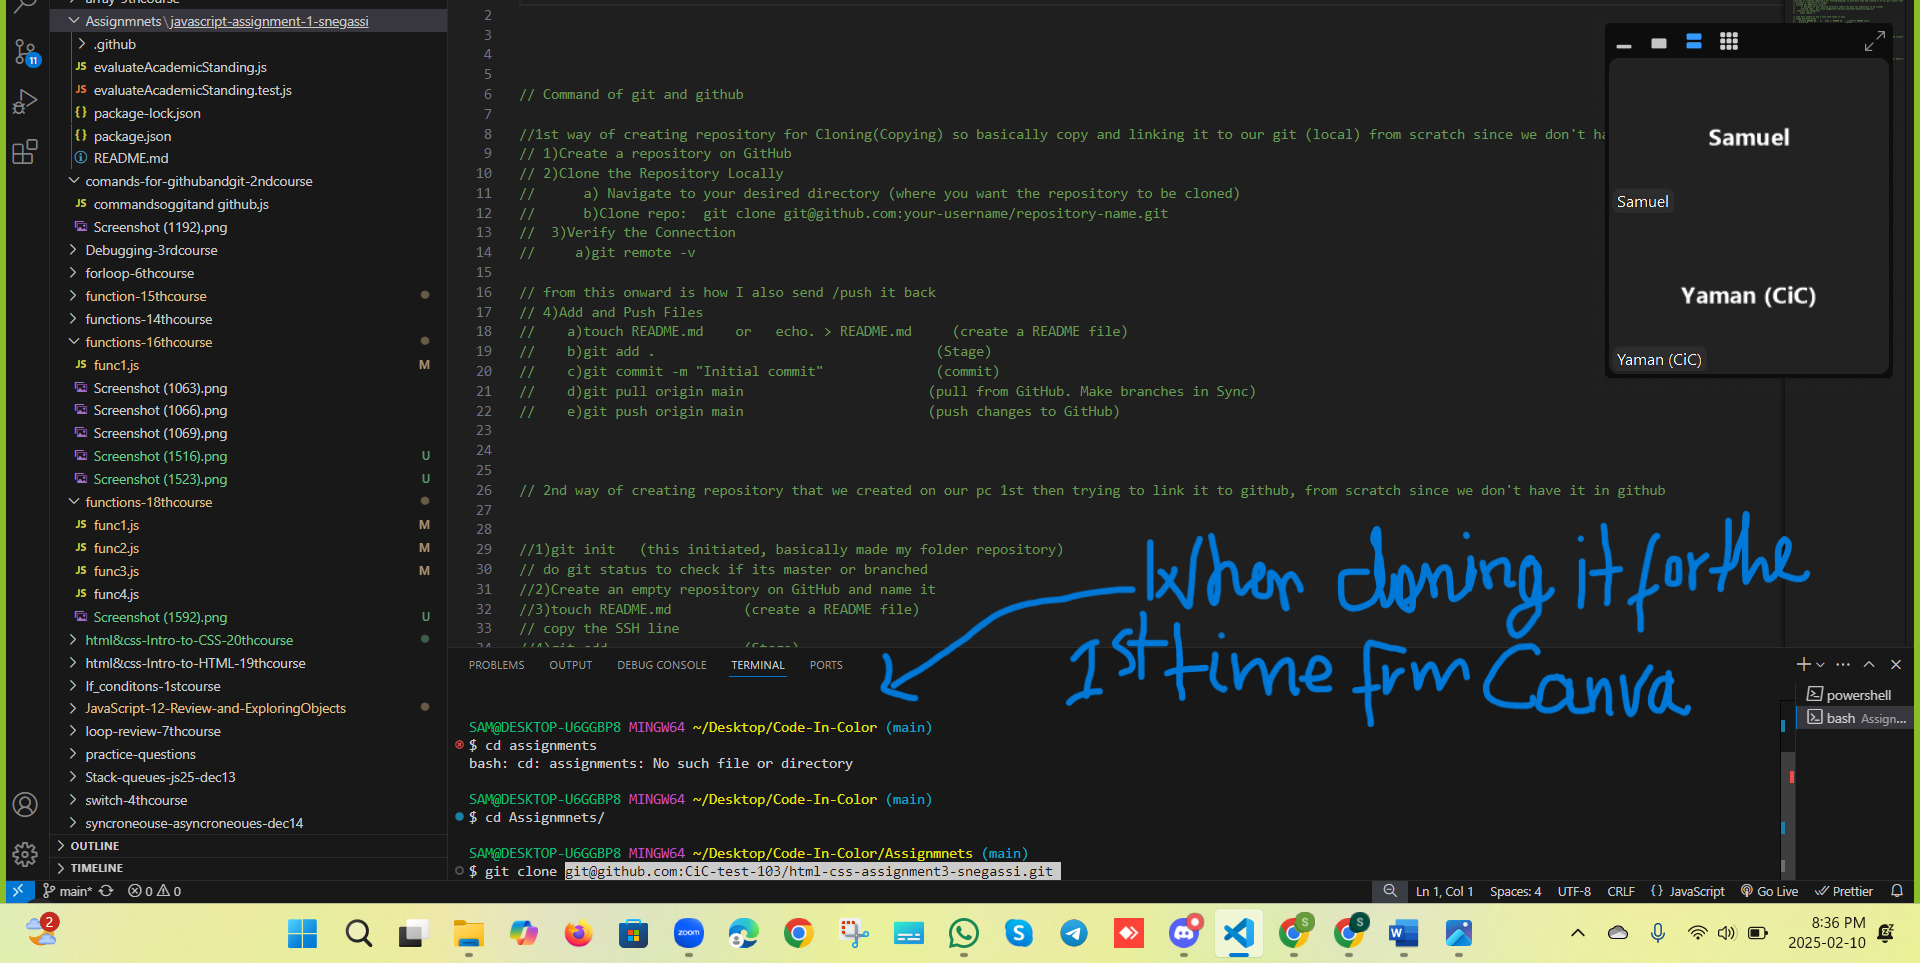 array-9thcourse
Assignmnets\javascript-assignment-1-snegassi
.github
JS evaluateAcademicStanding.js
JS evaluateAcademicStanding.test.js
{} package-lock.json
{} package.json
README.md
comands-for-githubandgit-2ndcourse
JS commandsoggitand github.js
Screenshot (1192).png
Debugging-3rdcourse
forloop-6thcourse
function-15thcourse
functions-14thcourse
functions-16thcourse
JS func1.js M
Screenshot (1063).png
Screenshot (1066).png
Screenshot (1069).png
Screenshot (1516).png U
Screenshot (1523).png U
functions-18thcourse
JS func1.js M
JS func2.js M
JS func3.js M
JS func4.js
Screenshot (1592).png U
html&css-Intro-to-CSS-20thcourse
html&css-Intro-to-HTML-19thcourse
If_conditons-1stcourse
JavaScript-12-Review-and-ExploringObjects
loop-review-7thcourse
practice-questions
Stack-queues-js25-dec13
switch-4thcourse
syncroneouse-asyncroneoues-dec14
OUTLINE
TIMELINE
11
2
3
4
5
6 // Command of git and github
7
8 //1st way of creating repository for Cloning(Copying) so basically copy and linking it to our git (local) from scratch since we don't ha
9 // 1)Create a repository on GitHub
10 // 2)Clone the Repository Locally
11 // a) Navigate to your desired directory (where you want the repository to be cloned)
12 // b)Clone repo: git clone git@github.com:your-username/repository-name.git
13 // 3)Verify the Connection
14 // a)git remote -v
15
16 // from this onward is how I also send /push it back
17 // 4)Add and Push Files
18 // a)touch README.md or echo. > README.md (create a README file)
19 // b)git add . (Stage)
20 // c)git commit -m "Initial commit" (commit)
21 // d)git pull origin main (pull from GitHub. Make branches in Sync)
22 // e)git push origin main (push changes to GitHub)
23
24
25
26 // 2nd way of creating repository that we created on our pc 1st then trying to link it to github, from scratch since we don't have it in github
27
28
29 //1)git init (this initiated, basically made my folder repository)
30 // do git status to check if its master or branched
31 //2)Create an empty repository on GitHub and name it
32 //3)touch README.md (create a README file)
33 // copy the SSH line
Samuel
Samuel
Yaman (CiC)
Yaman (CiC)
When cloning it for the
1st time frm Canva
PROBLEMS OUTPUT DEBUG CONSOLE TERMINAL PORTS
powershell
bash Assign...
SAM@DESKTOP-U6GGBP8 MINGW64 ~/Desktop/Code-In-Color (main)
$ cd assignments
bash: cd: assignments: No such file or directory
SAM@DESKTOP-U6GGBP8 MINGW64 ~/Desktop/Code-In-Color (main)
$ cd Assignmnets/
SAM@DESKTOP-U6GGBP8 MINGW64 ~/Desktop/Code-In-Color/Assignmnets (main)
$ git clone git@github.com:CiC-test-103/html-css-assignment3-snegassi.git
main* 0 0 Ln 1, Col 1 Spaces: 4 UTF-8 CRLF {} JavaScript Go Live Prettier
2 zoom S S 8:36 PM
2025-02-10